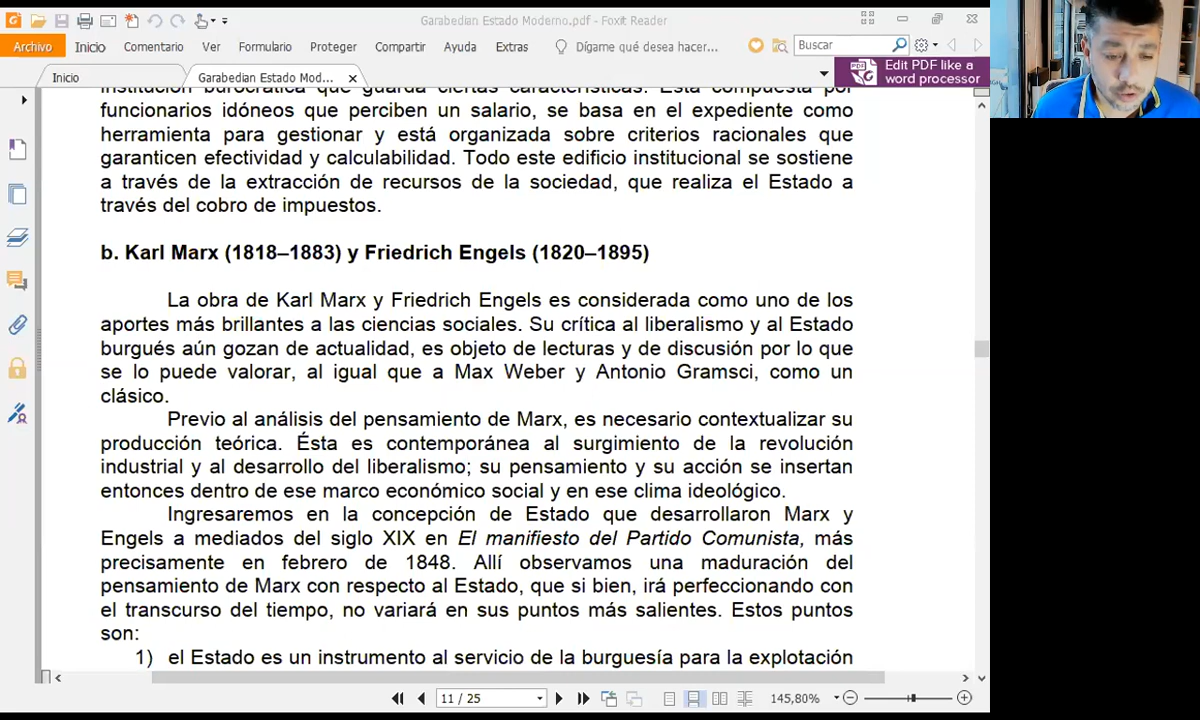 Garabedian Estado Moderno.pdf - Foxit Reader
Archivo Inicio Comentario Ver Formulario Proteger Compartir Ayuda Extras Dígame qué desea hacer... Buscar
Inicio Garabedian Estado Mod... Edit PDF like a
word processor
institución burocrática que guarda ciertas características. Está compuesta por
funcionarios idóneos que perciben un salario, se basa en el expediente como
herramienta para gestionar y está organizada sobre criterios racionales que
garanticen efectividad y calculabilidad. Todo este edificio institucional se sostiene
a través de la extracción de recursos de la sociedad, que realiza el Estado a
través del cobro de impuestos.
b. Karl Marx (1818–1883) y Friedrich Engels (1820–1895)
La obra de Karl Marx y Friedrich Engels es considerada como uno de los
aportes más brillantes a las ciencias sociales. Su crítica al liberalismo y al Estado
burgués aún gozan de actualidad, es objeto de lecturas y de discusión por lo que
se lo puede valorar, al igual que a Max Weber y Antonio Gramsci, como un
clásico.
Previo al análisis del pensamiento de Marx, es necesario contextualizar su
producción teórica. Ésta es contemporánea al surgimiento de la revolución
industrial y al desarrollo del liberalismo; su pensamiento y su acción se insertan
entonces dentro de ese marco económico social y en ese clima ideológico.
Ingresaremos en la concepción de Estado que desarrollaron Marx y
Engels a mediados del siglo XIX en El manifiesto del Partido Comunista, más
precisamente en febrero de 1848. Allí observamos una maduración del
pensamiento de Marx con respecto al Estado, que si bien, irá perfeccionando con
el transcurso del tiempo, no variará en sus puntos más salientes. Estos puntos
son:
1) el Estado es un instrumento al servicio de la burguesía para la explotación
11 / 25 145,80%